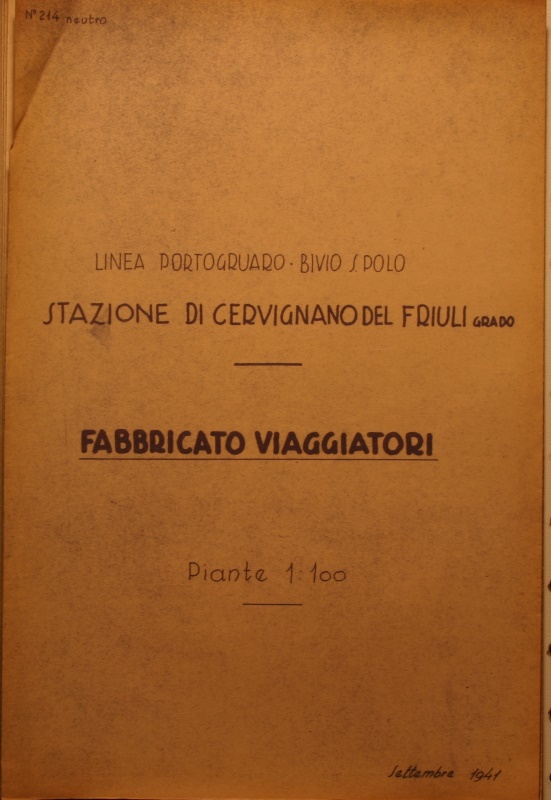 N° 214 neutro
LINEA PORTOGRUARO - BIVIO S. POLO
STAZIONE DI CERVIGNANO DEL FRIULI GRADO
FABBRICATO VIAGGIATORI
Piante 1:100
Settembre 1941